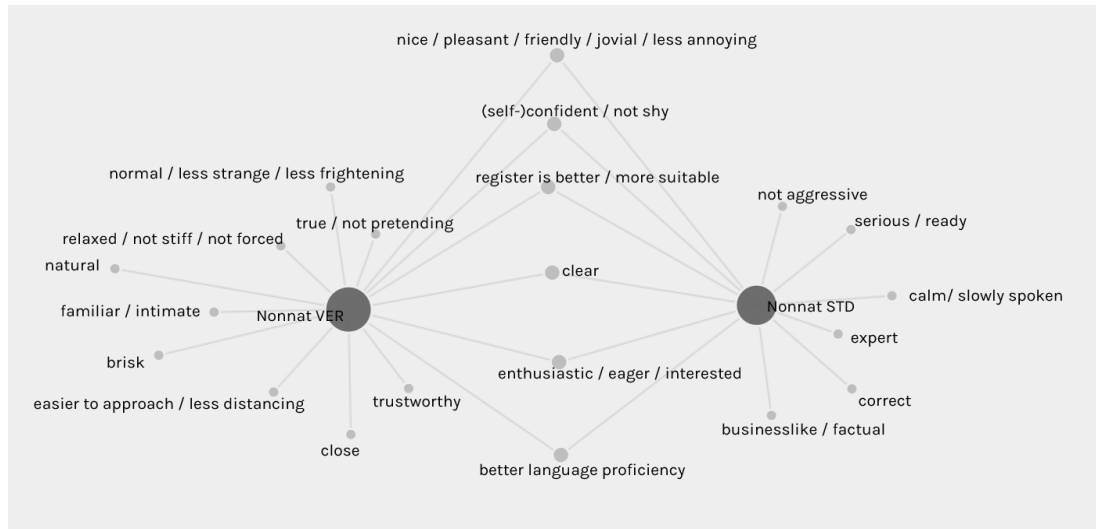 nice / pleasant / friendly / jovial / less annoying
(self-)confident / not shy
normal / less strange / less frightening
register is better / more suitable
not aggressive
true / not pretending
serious / ready
relaxed / not stiff / not forced
natural
clear
calm/ slowly spoken
familiar / intimate
Nonnat VER
Nonnat STD
expert
brisk
enthusiastic / eager / interested
easier to approach / less distancing
trustworthy
correct
businesslike / factual
close
better language proficiency